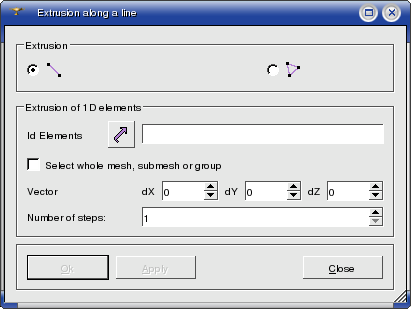 Extrusion along a line
Extrusion
Extrusion of 1D elements
Id Elements
Select whole mesh, submesh or group
Vector dX 0 dY 0 dZ 0
Number of steps: 1
Ok Apply Close